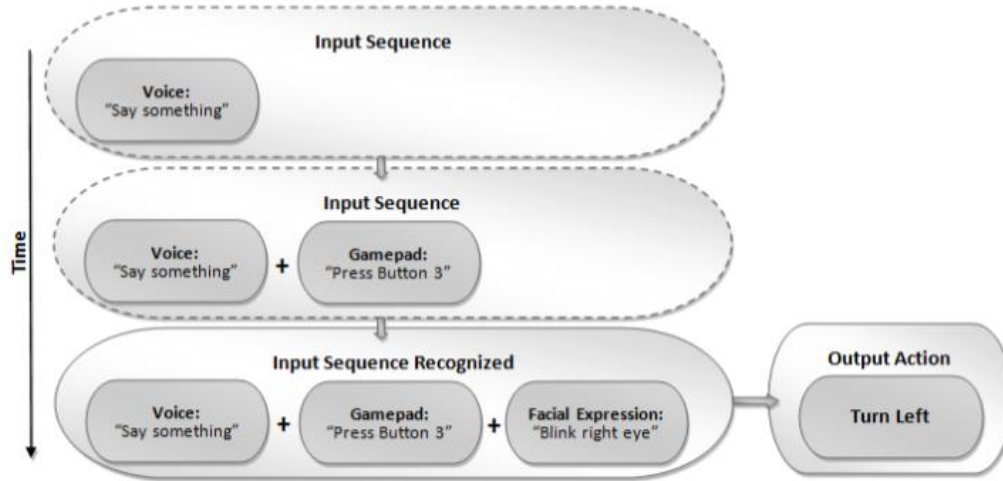 Input Sequence
Voice:
"Say something"
Time
Input Sequence
Voice:
"Say something"
+
Gamepad:
"Press Button 3"
Input Sequence Recognized
Voice:
"Say something"
+
Gamepad:
"Press Button 3"
+
Facial Expression:
"Blink right eye"
Output Action
Turn Left